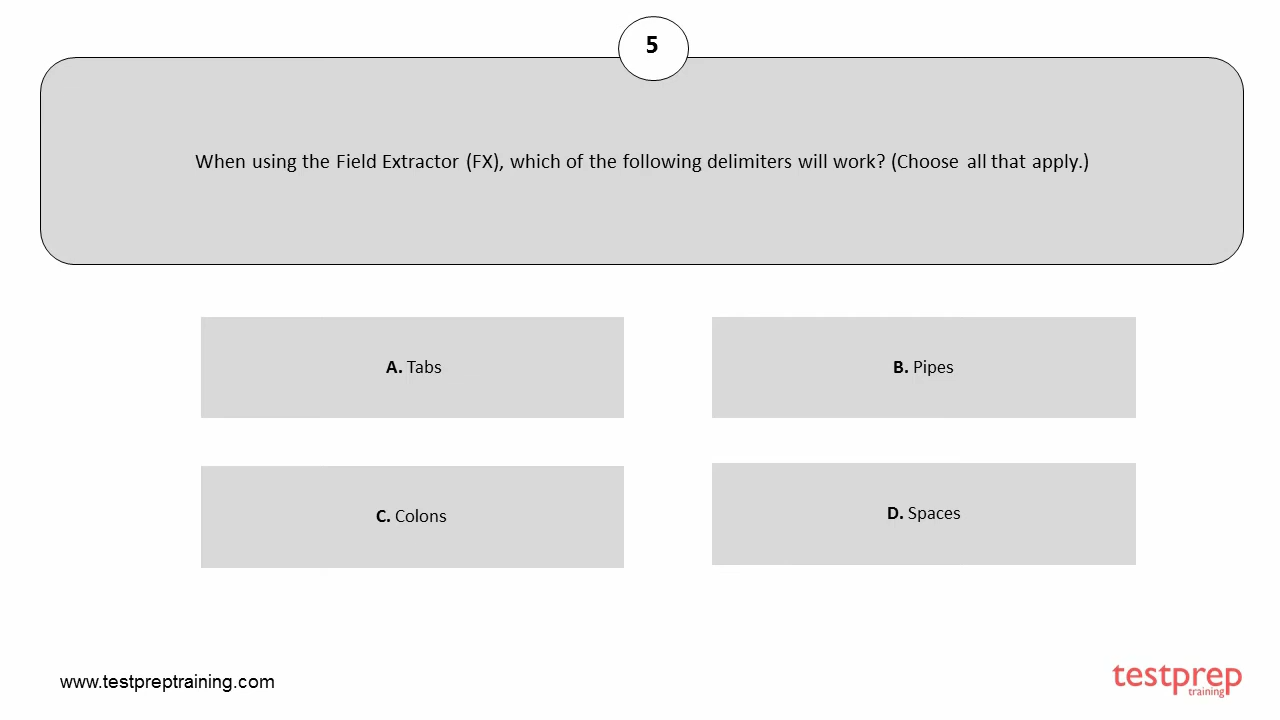 5
When using the Field Extractor (FX), which of the following delimiters will work? (Choose all that apply.)
A. Tabs
B. Pipes
C. Colons
D. Spaces
www.testpreptraining.com
testprep
training